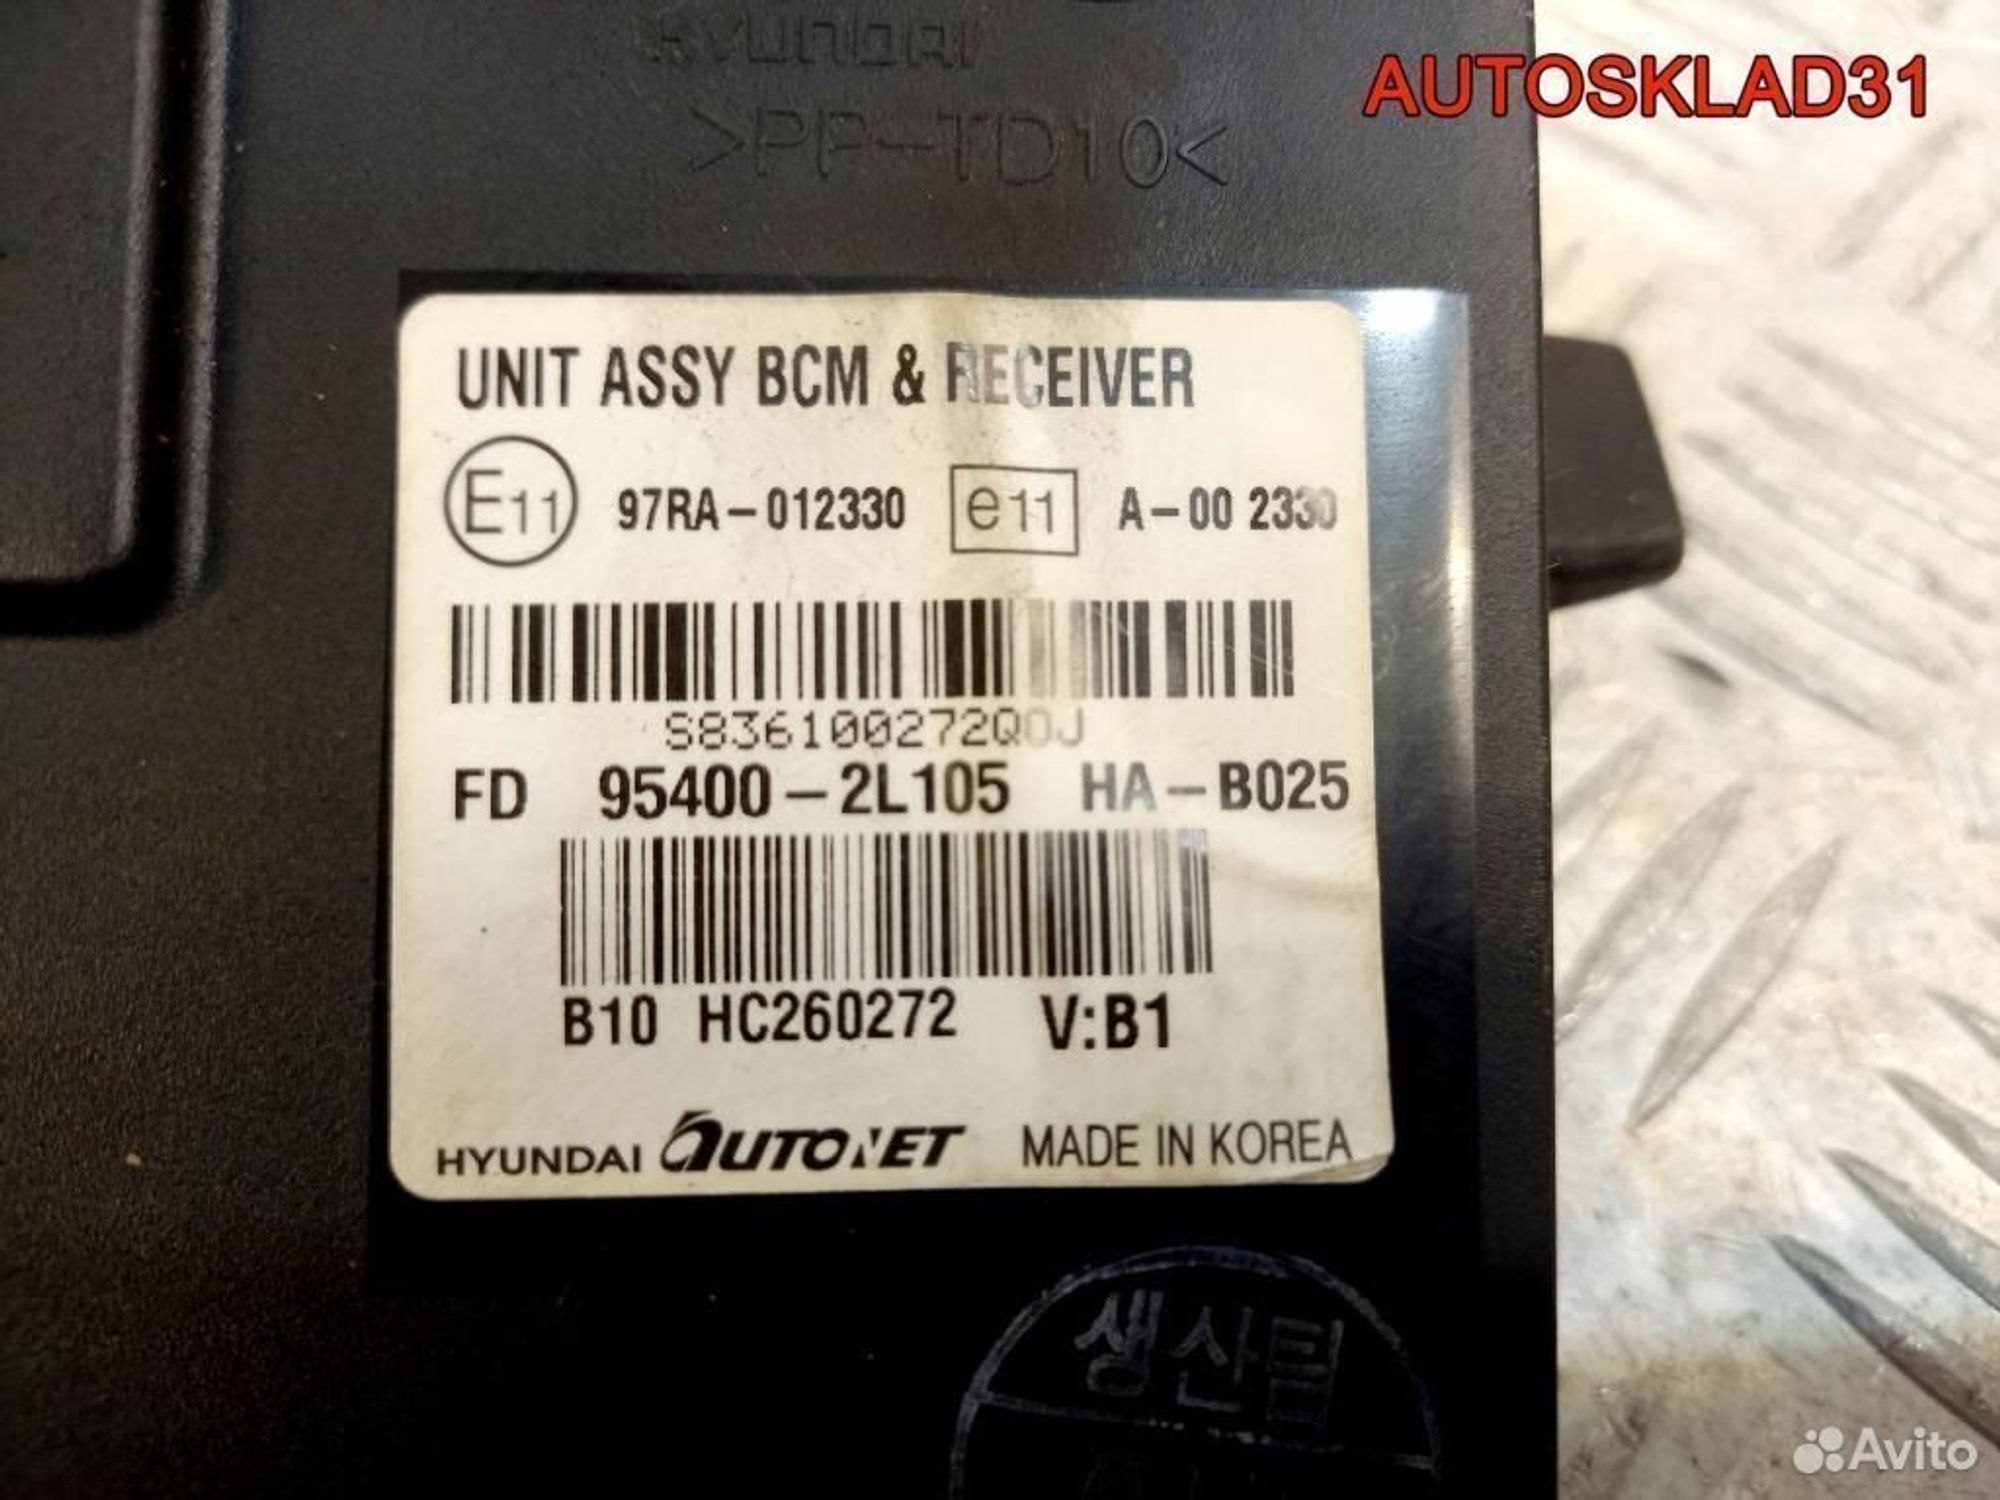 HYUNDAI
AUTOSKLAD31
>PP-TD10<
UNIT ASSY BCM & RECEIVER
E11 97RA-012330 e11 A-00 2330
S836100272Q0J
FD 95400-2L105 HA-B025
B10 HC260272 V:B1
HYUNDAI AUTONET MADE IN KOREA
생산팀
Avito